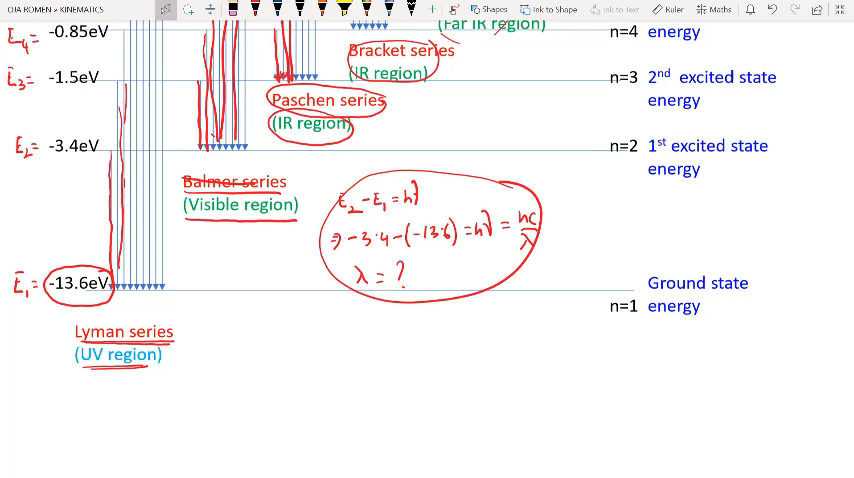 OJA ROMEN > KINEMATICS
Shapes
Ink to Shape
Ink to Text
Ruler
Maths
(Far IR region)
E₄= -0.85eV
n=4 energy
Bracket series
(IR region)
E₃= -1.5eV
n=3 2nd excited state
energy
Paschen series
(IR region)
E₂= -3.4eV
n=2 1st excited state
energy
Balmer series
(Visible region)
E₂ - E₁ = hν
⇒ -3.4 - (-13.6) = hν = hc/λ
λ = ?
E₁= -13.6eV
Ground state
n=1 energy
Lyman series
(UV region)